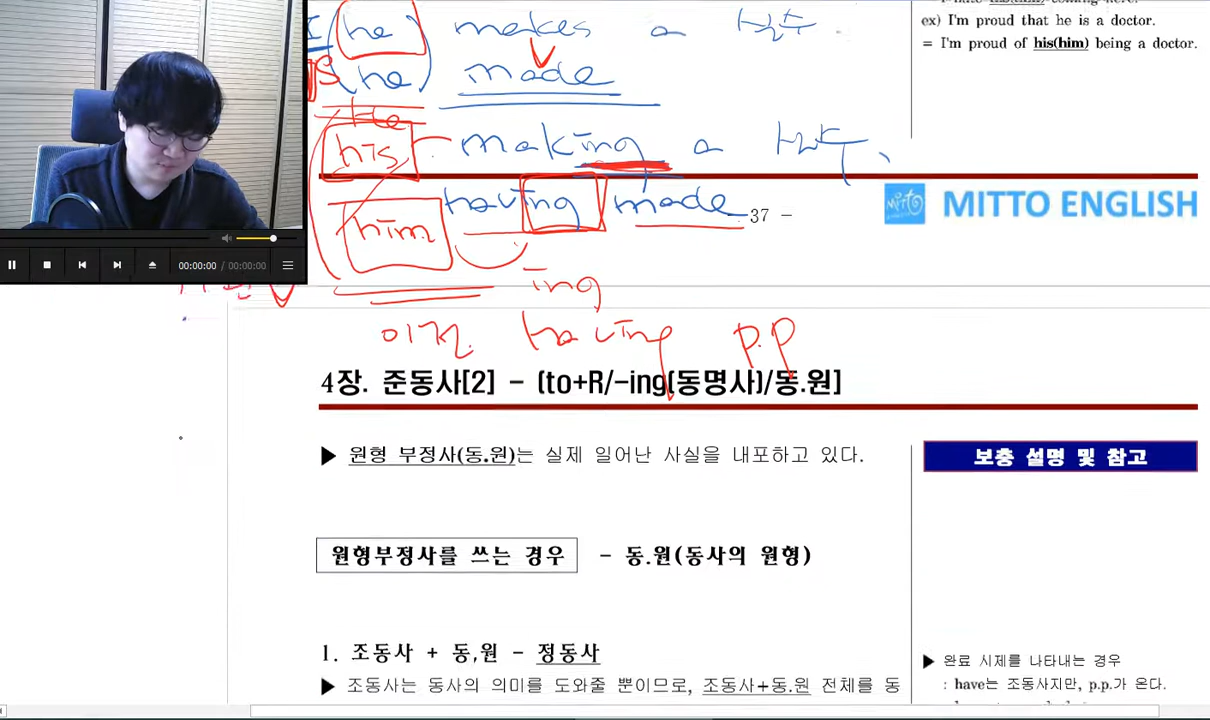 (he) makes a
ex) I'm proud that he is a doctor.
= I'm proud of his(him) being a doctor.
(he) made
he
his making a
him having made
- 37 -
MITTO ENGLISH
ing
이전 having p.p
4장. 준동사[2] - (to+R/-ing(동명사)/동.원]
▶ 원형 부정사(동.원)는 실제 일어난 사실을 내포하고 있다.
보충 설명 및 참고
원형부정사를 쓰는 경우 - 동.원(동사의 원형)
1. 조동사 + 동,원 - 정동사
▶ 조동사는 동사의 의미를 도와줄 뿐이므로, 조동사+동.원 전체를 동
▶ 완료 시제를 나타내는 경우
: have는 조동사지만, p.p.가 온다.
00:00:00 / 00:00:00